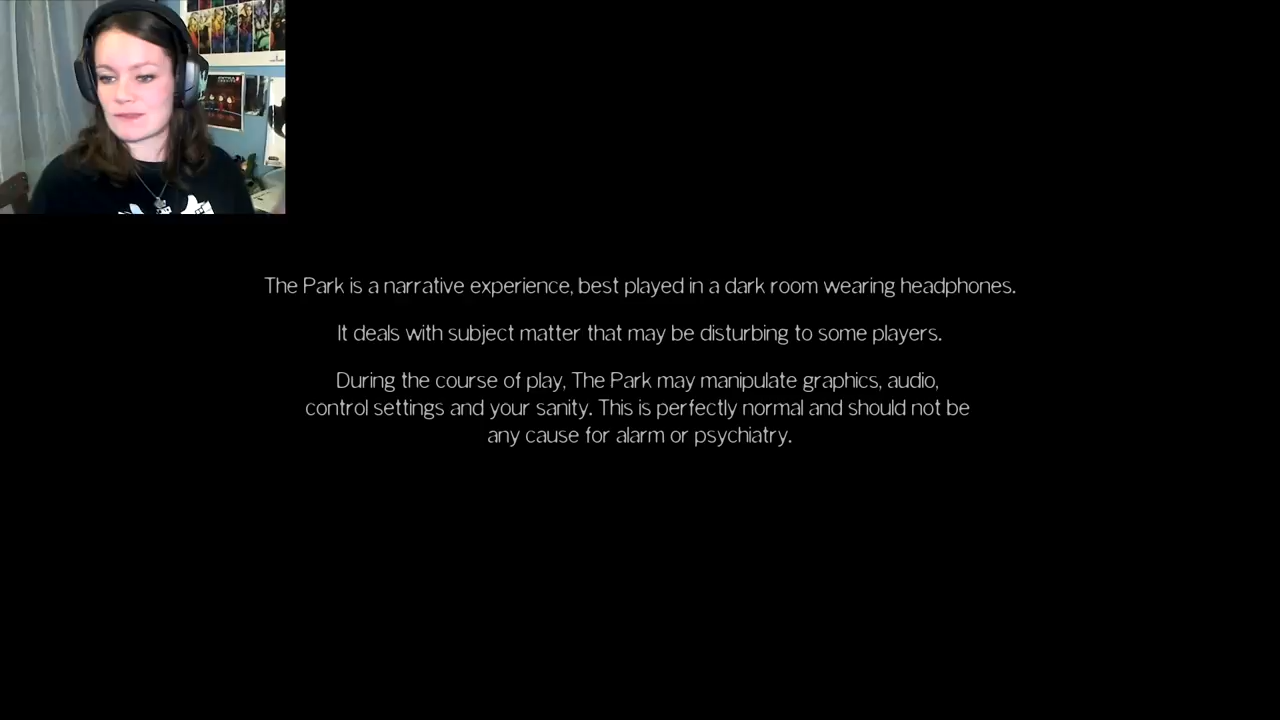 The Park is a narrative experience, best played in a dark room wearing headphones.
It deals with subject matter that may be disturbing to some players.
During the course of play, The Park may manipulate graphics, audio,
control settings and your sanity. This is perfectly normal and should not be
any cause for alarm or psychiatry.